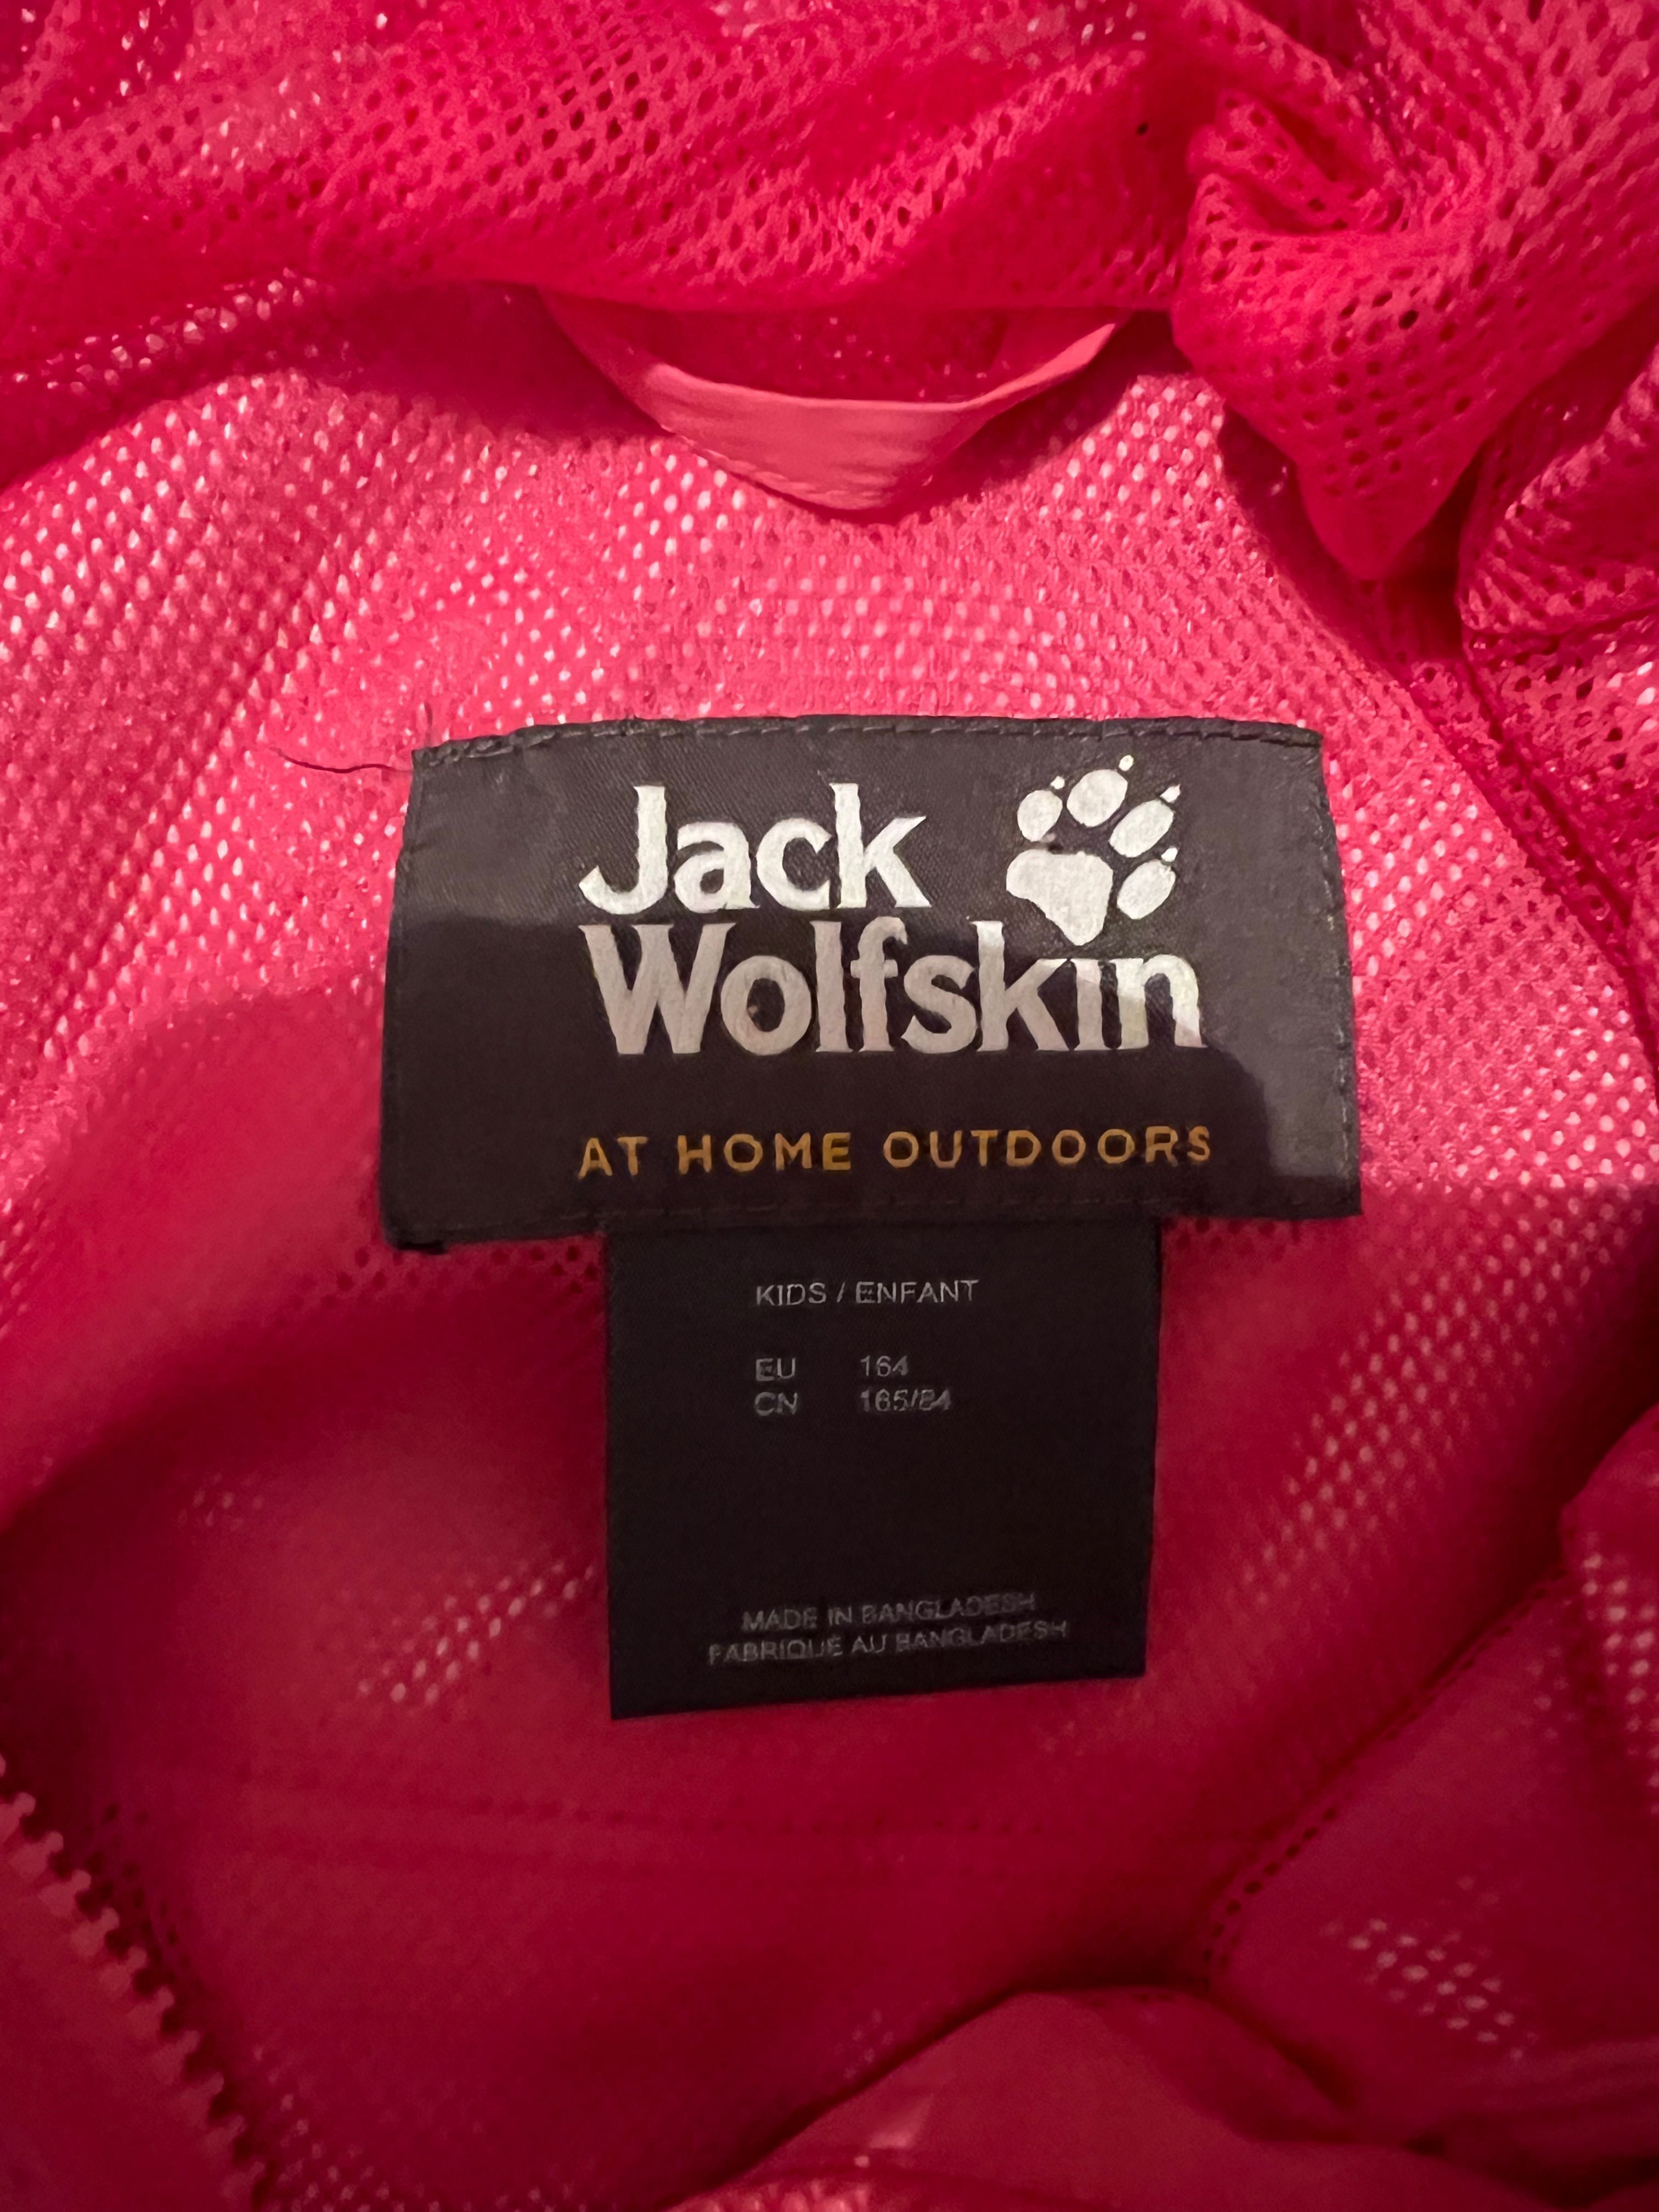 Jack
Wolfskin
AT HOME OUTDOORS
KIDS / ENFANT
EU 164
CN 165/84
MADE IN BANGLADESH
FABRIQUÉ AU BANGLADESH